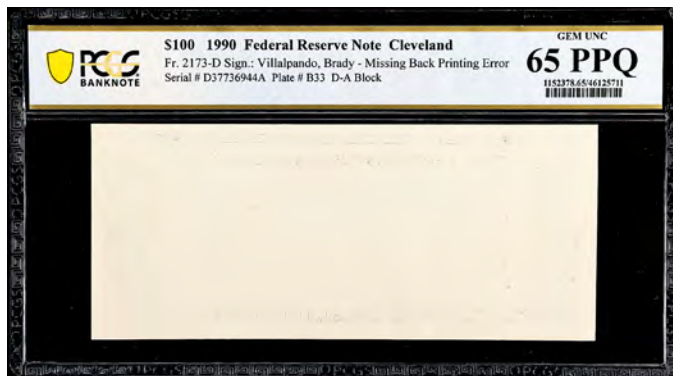 PCGS
BANKNOTE
$100 1990 Federal Reserve Note Cleveland
Fr. 2173-D Sign.: Villalpando, Brady - Missing Back Printing Error
Serial # D37736944A Plate # B33 D-A Block
GEM UNC
65 PPQ
1152378.65/46125711